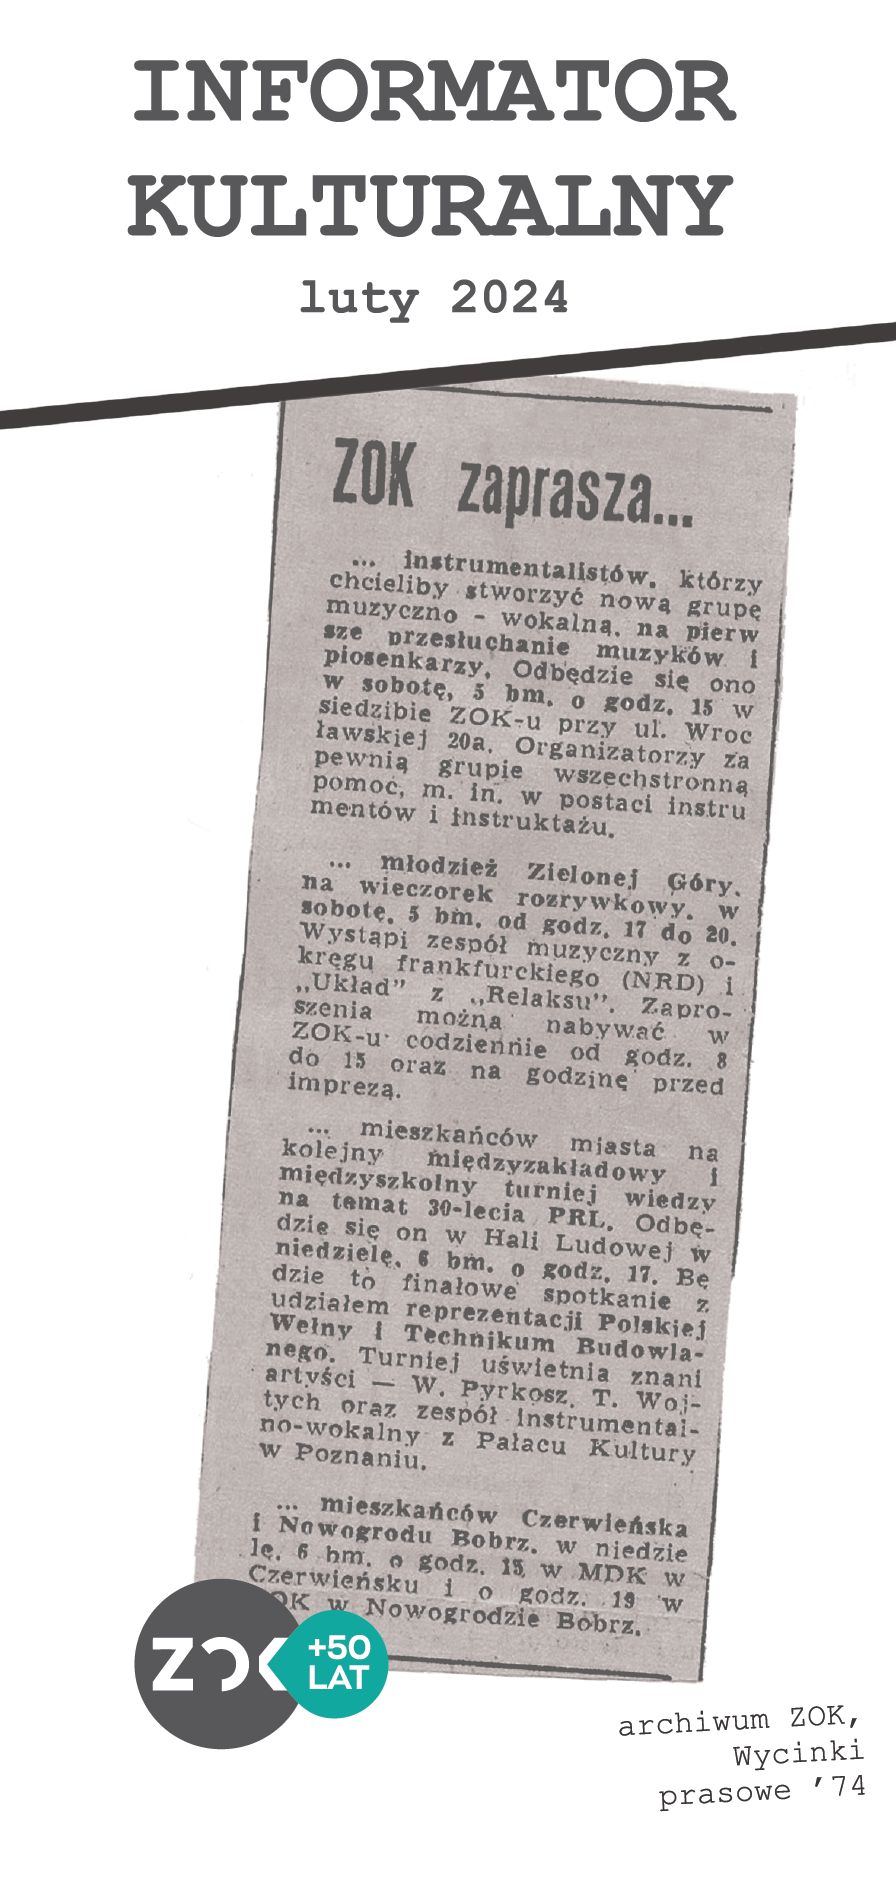 INFORMATOR
KULTURALNY
luty 2024
ZOK zaprasza...
... instrumentalistów, którzy
chcieliby stworzyć nową grupę
muzyczno - wokalną, na pierw
sze przesłuchanie muzyków i
piosenkarzy. Odbędzie się ono
w sobotę, 5 bm. o godz. 15 w
siedzibie ZOK-u przy ul. Wroc
ławskiej 20a. Organizatorzy za
pewnią grupie wszechstronną
pomoc, m. in. w postaci instru
mentów i instruktażu.
... młodzież Zielonej Góry,
na wieczorek rozrywkowy, w
sobotę, 5 bm. od godz. 17 do 20.
Wystąpi zespół muzyczny z o-
kręgu frankfurckiego (NRD) i
„Układ” z „Relaksu”. Zapro-
szenia można nabywać w
ZOK-u codziennie od godz. 8
do 15 oraz na godzinę przed
imprezą.
... mieszkańców miasta na
kolejny międzyzakładowy i
międzyszkolny turniej wiedzy
na temat 30-lecia PRL. Odbę-
dzie się on w Hali Ludowej w
niedzielę, 6 bm. o godz. 17. Bę
dzie to finałowe spotkanie z
udziałem reprezentacji Polskiej
Wełny i Technikum Budowla-
nego. Turniej uświetnia znani
artyści — W. Pyrkosz, T. Woj-
tych oraz zespół instrumental-
no-wokalny z Pałacu Kultury
w Poznaniu.
... mieszkańców Czerwieńska
i Nowogrodu Bobrz. w niedzie
lę, 6 bm. o godz. 15 w MDK w
Czerwieńsku i o godz. 19 w
OK w Nowogrodzie Bobrz.
ZOK +50
LAT
archiwum ZOK,
Wycinki
prasowe '74